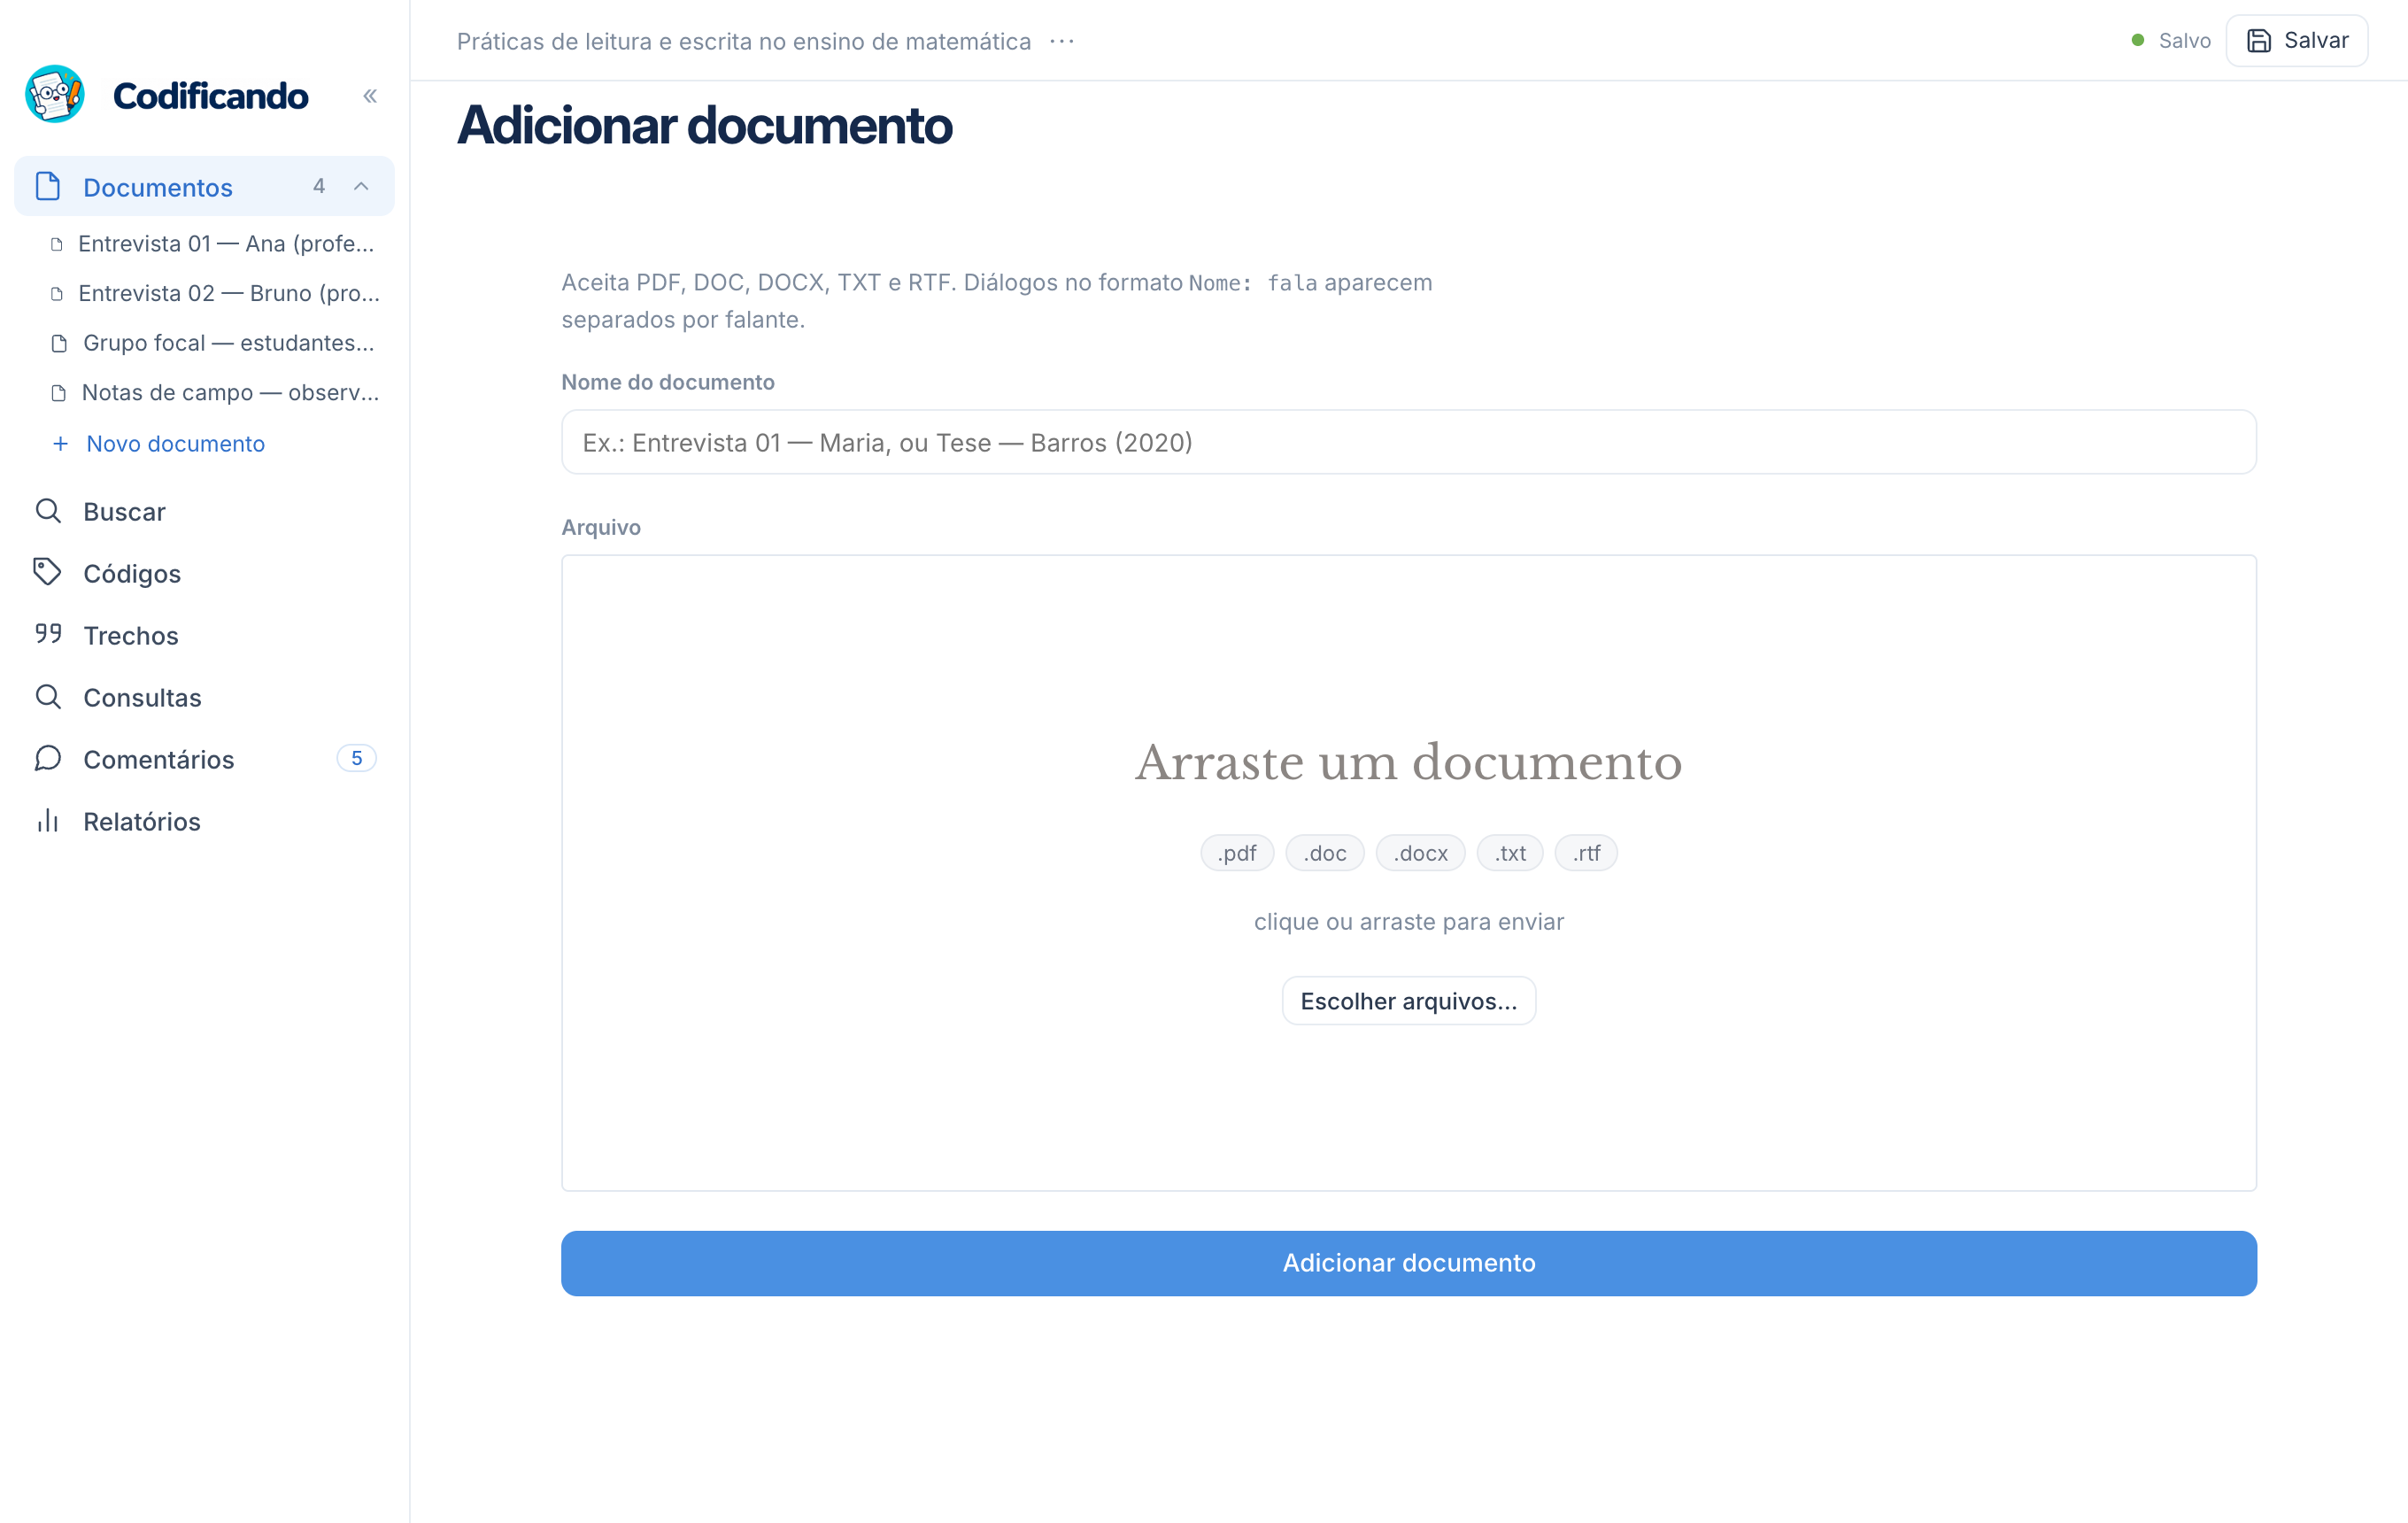 Codificando
Documentos 4
Entrevista 01 — Ana (profe...
Entrevista 02 — Bruno (pro...
Grupo focal — estudantes...
Notas de campo — observ...
+ Novo documento
Buscar
Códigos
Trechos
Consultas
Comentários 5
Relatórios
Práticas de leitura e escrita no ensino de matemática ...
Salvo
Salvar
Adicionar documento
Aceita PDF, DOC, DOCX, TXT e RTF. Diálogos no formato Nome: fala aparecem
separados por falante.
Nome do documento
Ex.: Entrevista 01 — Maria, ou Tese — Barros (2020)
Arquivo
Arraste um documento
.pdf .doc .docx .txt .rtf
clique ou arraste para enviar
Escolher arquivos...
Adicionar documento